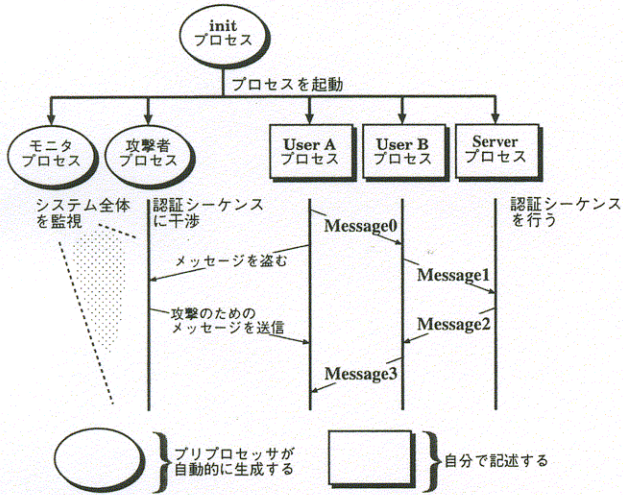 init
プロセス
プロセスを起動
モニタ
プロセス
攻撃者
プロセス
User A
プロセス
User B
プロセス
Server
プロセス
システム全体
を監視
認証シーケンス
に干渉
認証シーケンス
を行う
Message0
メッセージを盗む
Message1
攻撃のための
メッセージを送信
Message2
Message3
プリプロセッサが
自動的に生成する
自分で記述する